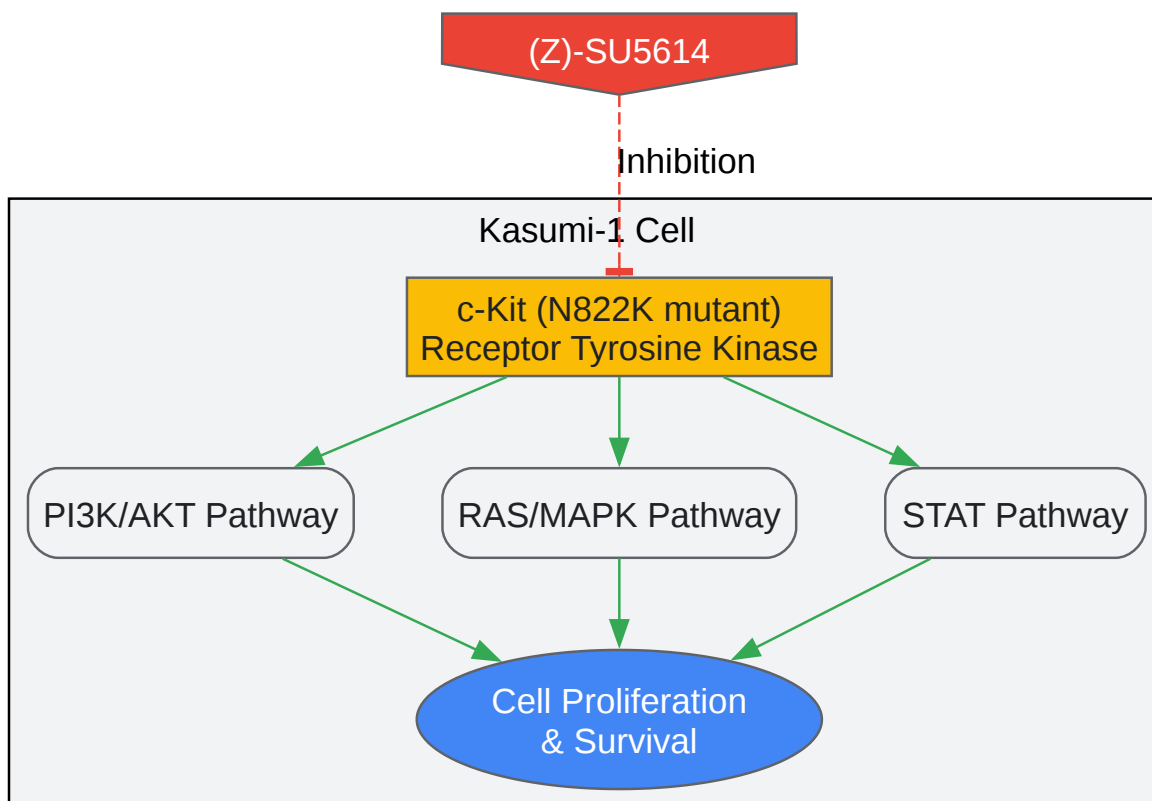 (Z)-SU5614
Inhibition
Kasumi-1 Cell
c-Kit (N822K mutant)
Receptor Tyrosine Kinase
PI3K/AKT Pathway
RAS/MAPK Pathway
STAT Pathway
Cell Proliferation
& Survival